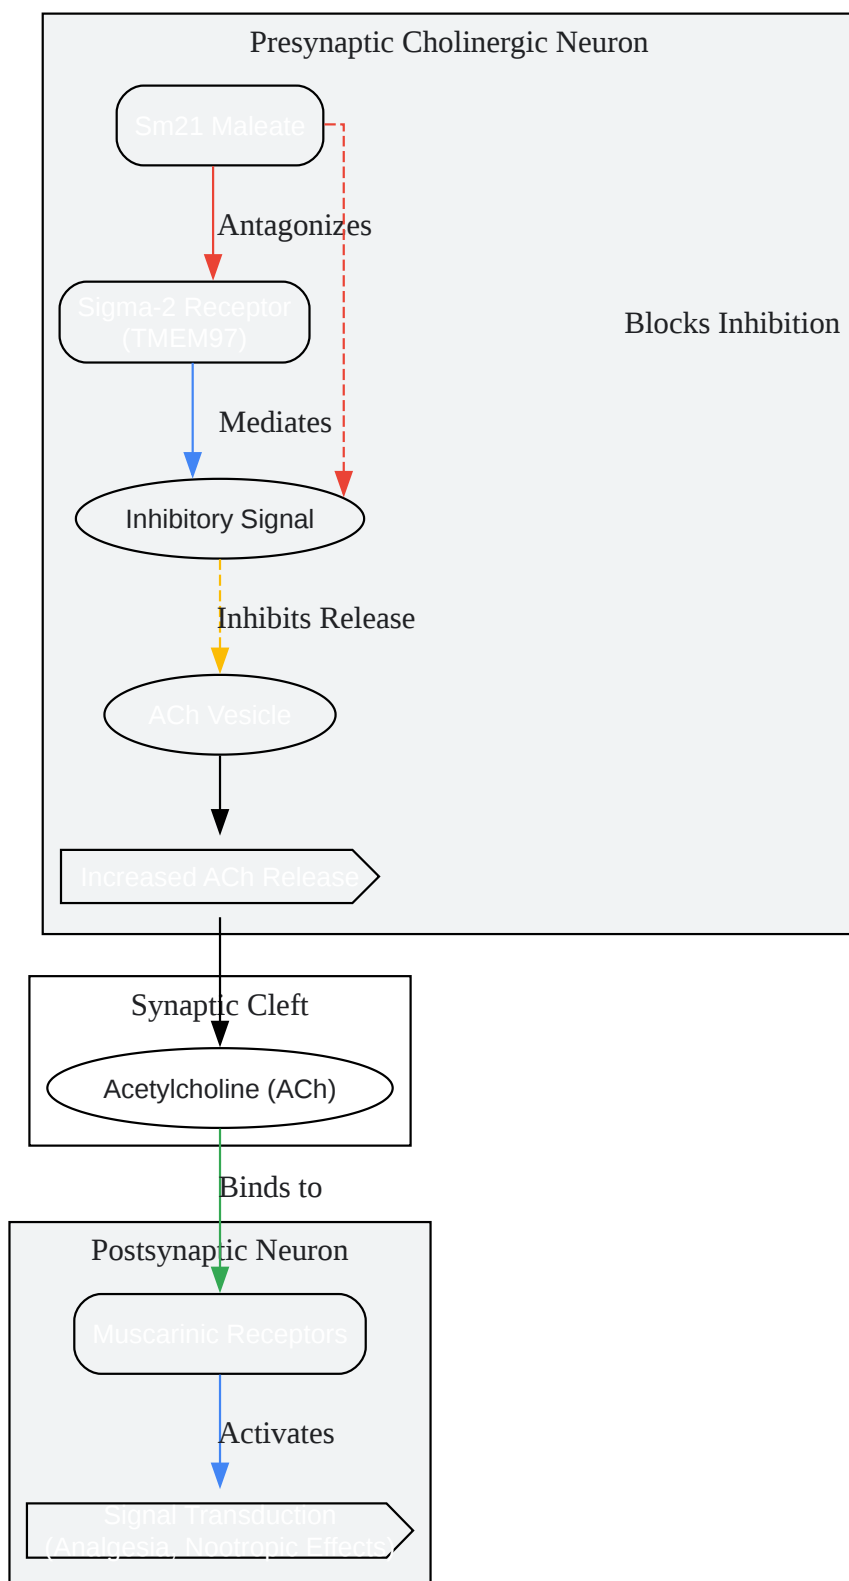 Presynaptic Cholinergic Neuron
Sm21 Maleate
Antagonizes
Sigma-2 Receptor
(TMEM97)
Blocks Inhibition
Mediates
Inhibitory Signal
Inhibits Release
ACh Vesicle
Increased ACh Release
Synaptic Cleft
Acetylcholine (ACh)
Binds to
Postsynaptic Neuron
Muscarinic Receptors
Activates
Signal Transduction
(Analgesia, Nootropic Effects)